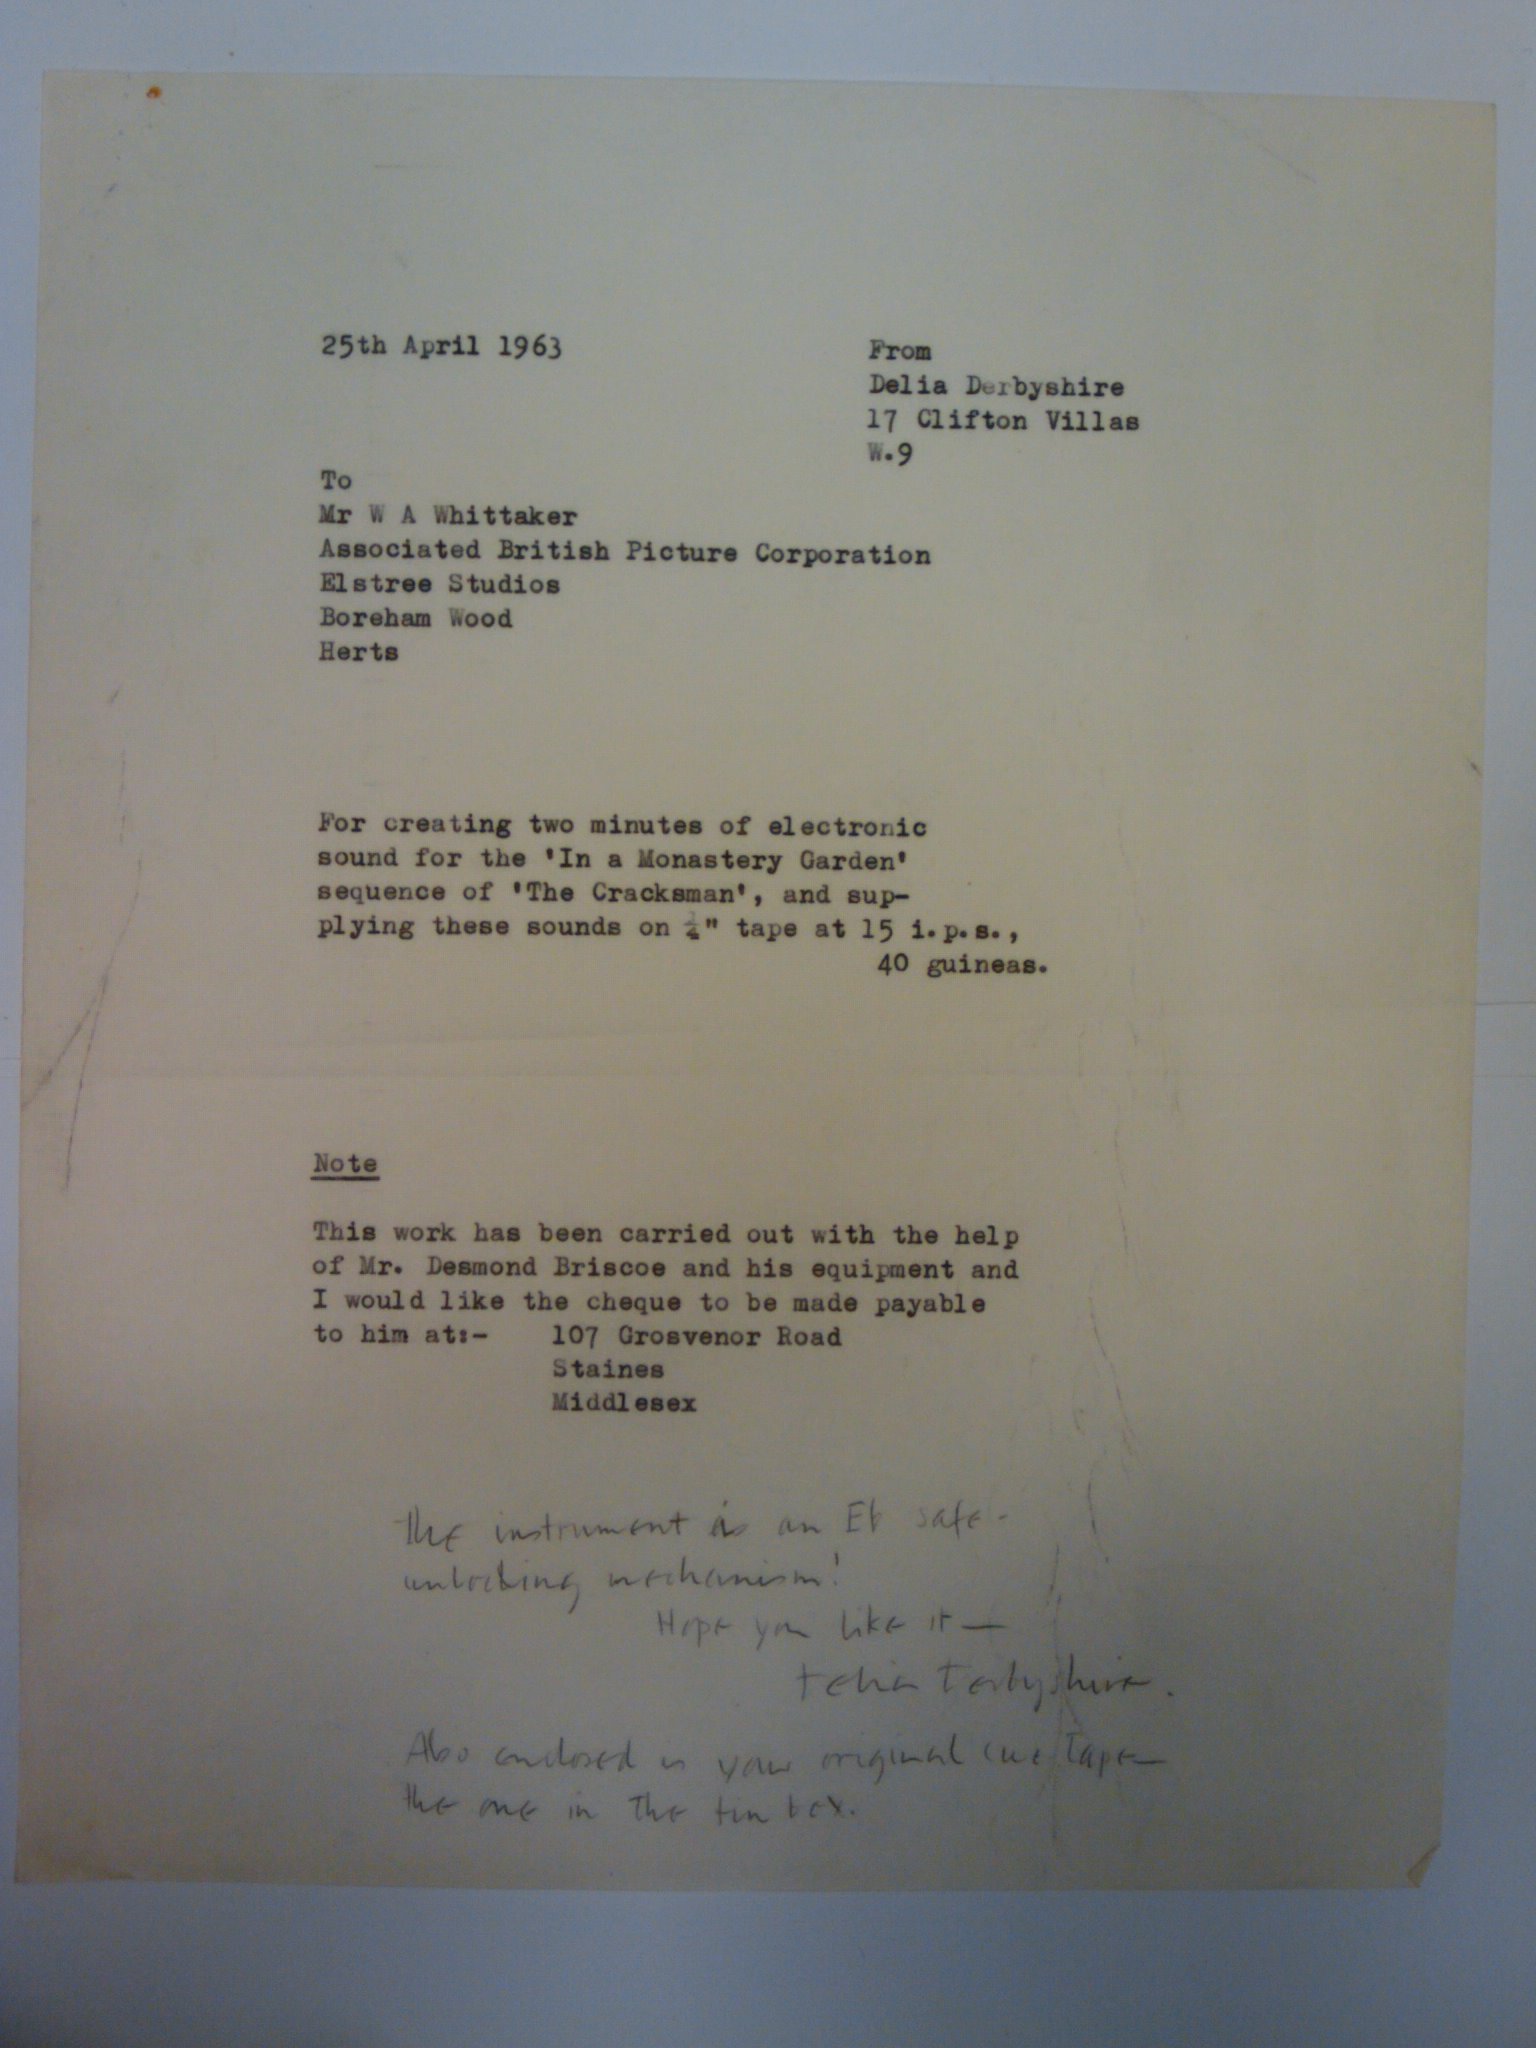 25th April 1963
From
Delia Derbyshire
17 Clifton Villas
W.9
To
Mr W A Whittaker
Associated British Picture Corporation
Elstree Studios
Boreham Wood
Herts
For creating two minutes of electronic
sound for the 'In a Monastery Garden'
sequence of 'The Cracksman', and sup-
plying these sounds on ¼" tape at 15 i.p.s.,
40 guineas.
Note
This work has been carried out with the help
of Mr. Desmond Briscoe and his equipment and
I would like the cheque to be made payable
to him at:- 107 Grosvenor Road
Staines
Middlesex
The instrument is an Eb safe-
unlocking mechanism!
Hope you like it —
Delia Derbyshire.
Also enclosed is your original cue tape—
the one in the tin box.